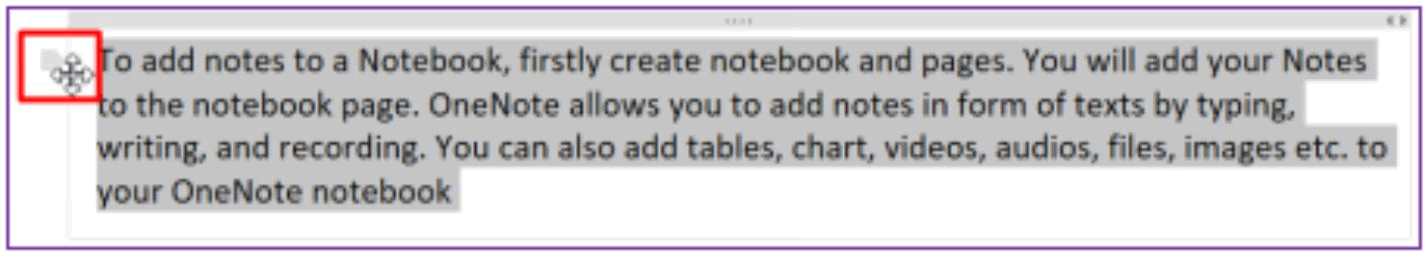 To add notes to a Notebook, firstly create notebook and pages. You will add your Notes
to the notebook page. OneNote allows you to add notes in form of texts by typing,
writing, and recording. You can also add tables, chart, videos, audios, files, images etc. to
your OneNote notebook